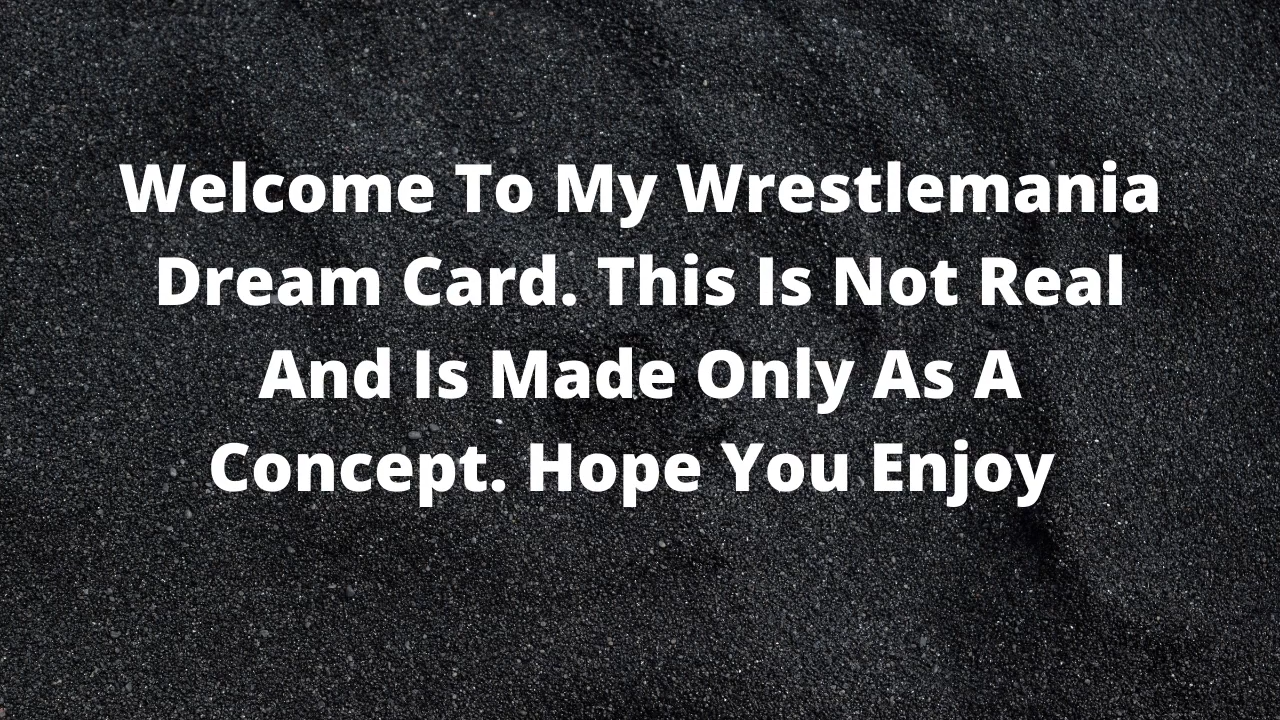 Welcome To My Wrestlemania
Dream Card. This Is Not Real
And Is Made Only As A
Concept. Hope You Enjoy